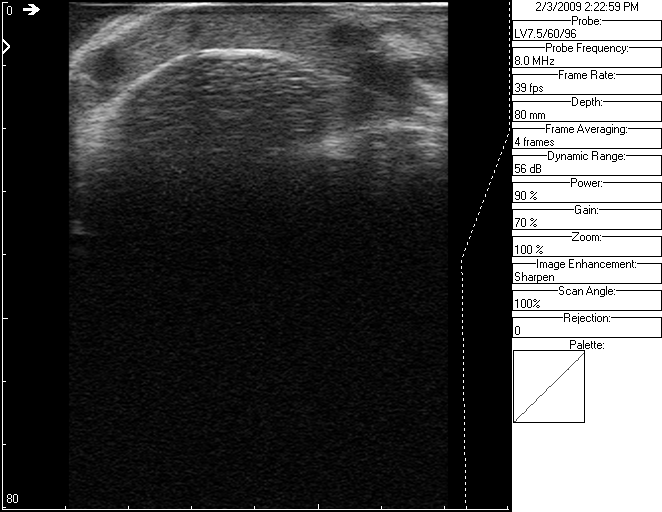 0
80
2/3/2009 2:22:59 PM
Probe:
LV7.5/60/96
Probe Frequency:
8.0 MHz
Frame Rate:
39 fps
Depth:
80 mm
Frame Averaging:
4 frames
Dynamic Range:
56 dB
Power:
90 %
Gain:
70 %
Zoom:
100 %
Image Enhancement:
Sharpen
Scan Angle:
100%
Rejection:
0
Palette: